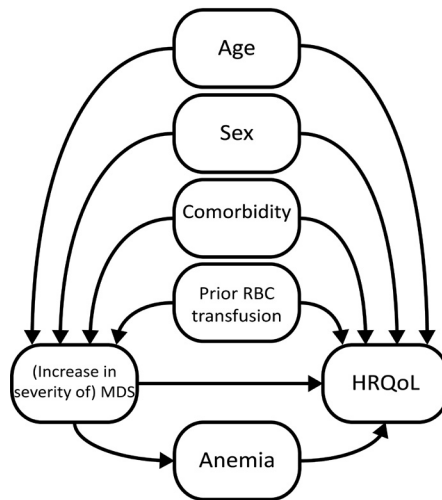 Age
Sex
Comorbidity
Prior RBC
transfusion
(Increase in
severity of) MDS
HRQoL
Anemia